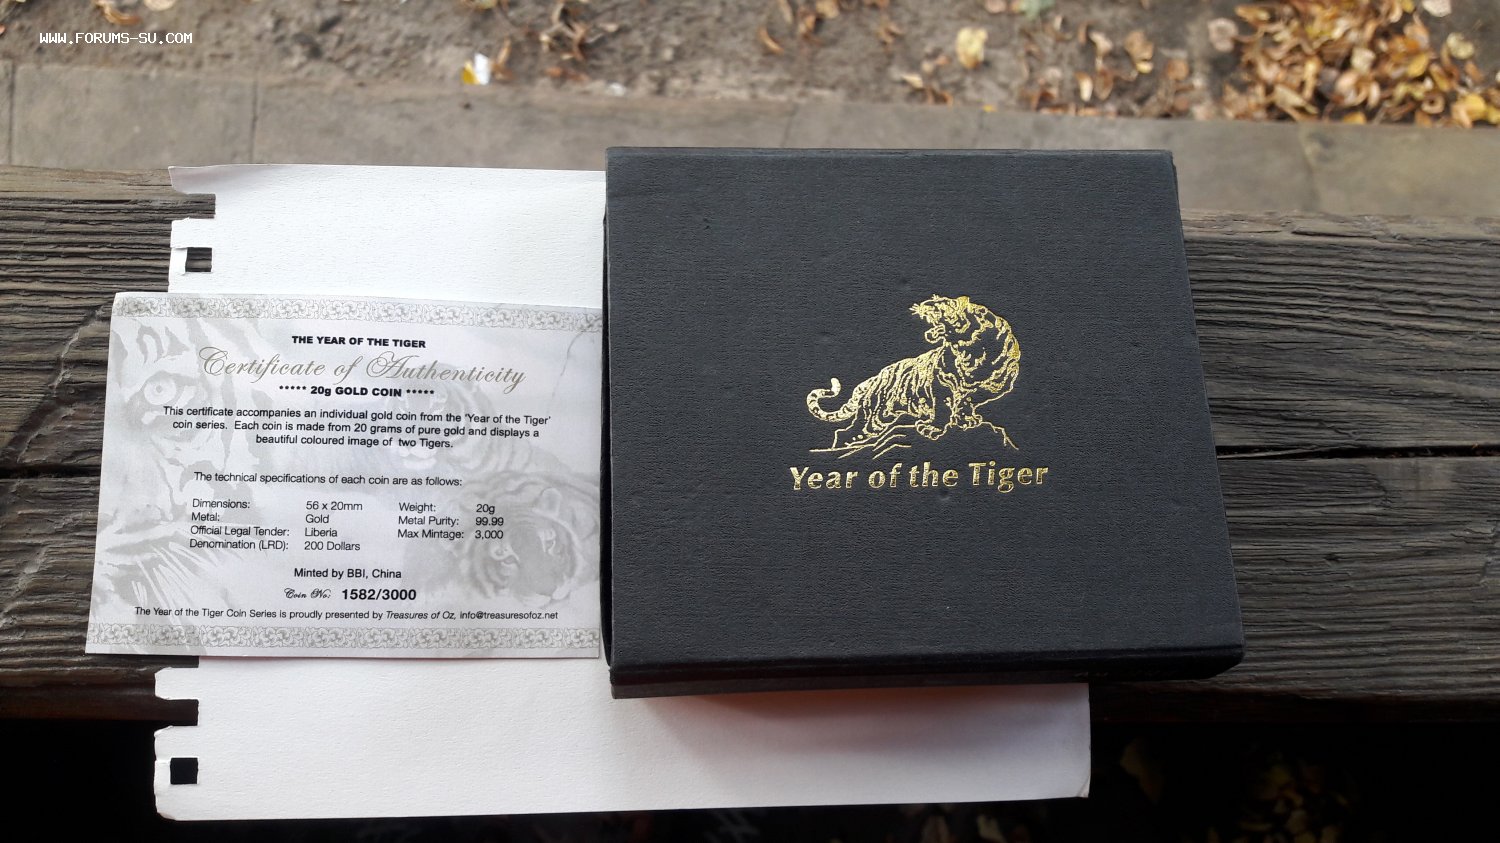 WWW.FORUMS-SU.COM
THE YEAR OF THE TIGER
Certificate of Authenticity
***** 20g GOLD COIN *****
This certificate accompanies an individual gold coin from the 'Year of the Tiger'
coin series. Each coin is made from 20 grams of pure gold and displays a
beautiful coloured image of two Tigers.
The technical specifications of each coin are as follows:
Dimensions: 56 x 20mm Weight: 20g
Metal: Gold Metal Purity: 99.99
Official Legal Tender: Liberia Max Mintage: 3,000
Denomination (LRD): 200 Dollars
Minted by BBI, China
Coin No: 1582/3000
The Year of the Tiger Coin Series is proudly presented by Treasures of Oz, info@treasuresofoz.net
Year of the Tiger